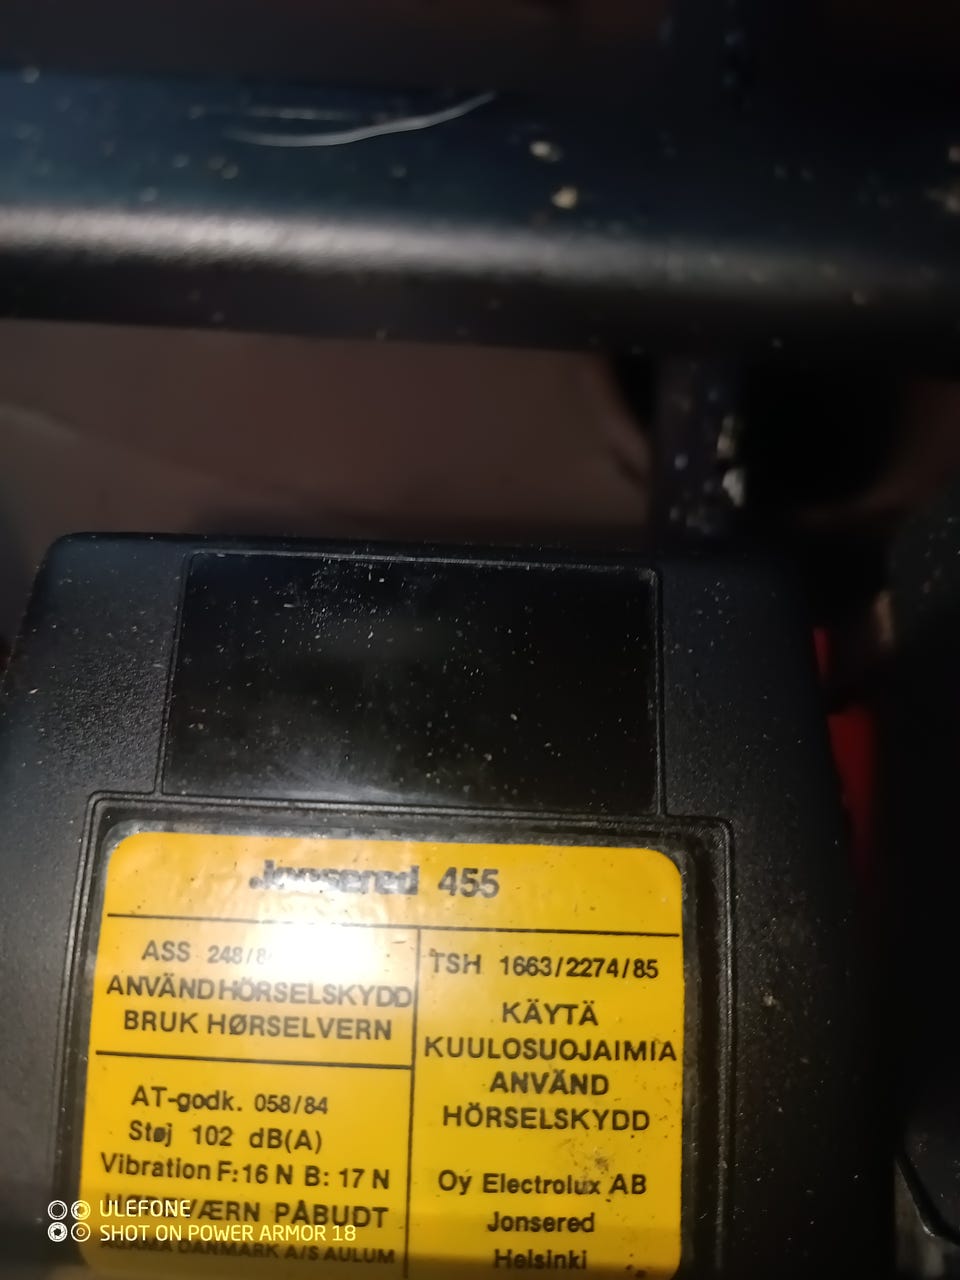 Jonsered 455
ASS 248/8
ANVÄND HÖRSELSKYDD
BRUK HØRSELVERN
AT-godk. 058/84
Støj 102 dB(A)
Vibration F: 16 N B: 17 N
PÅBUDT
DANMARK A/S AULUM
TSH 1663/2274/85
KÄYTÄ
KUULOSUOJAIMIA
ANVÄND
HÖRSELSKYDD
Oy Electrolux AB
Jonsered
Helsinki
ULEFONE
SHOT ON POWER ARMOR 18